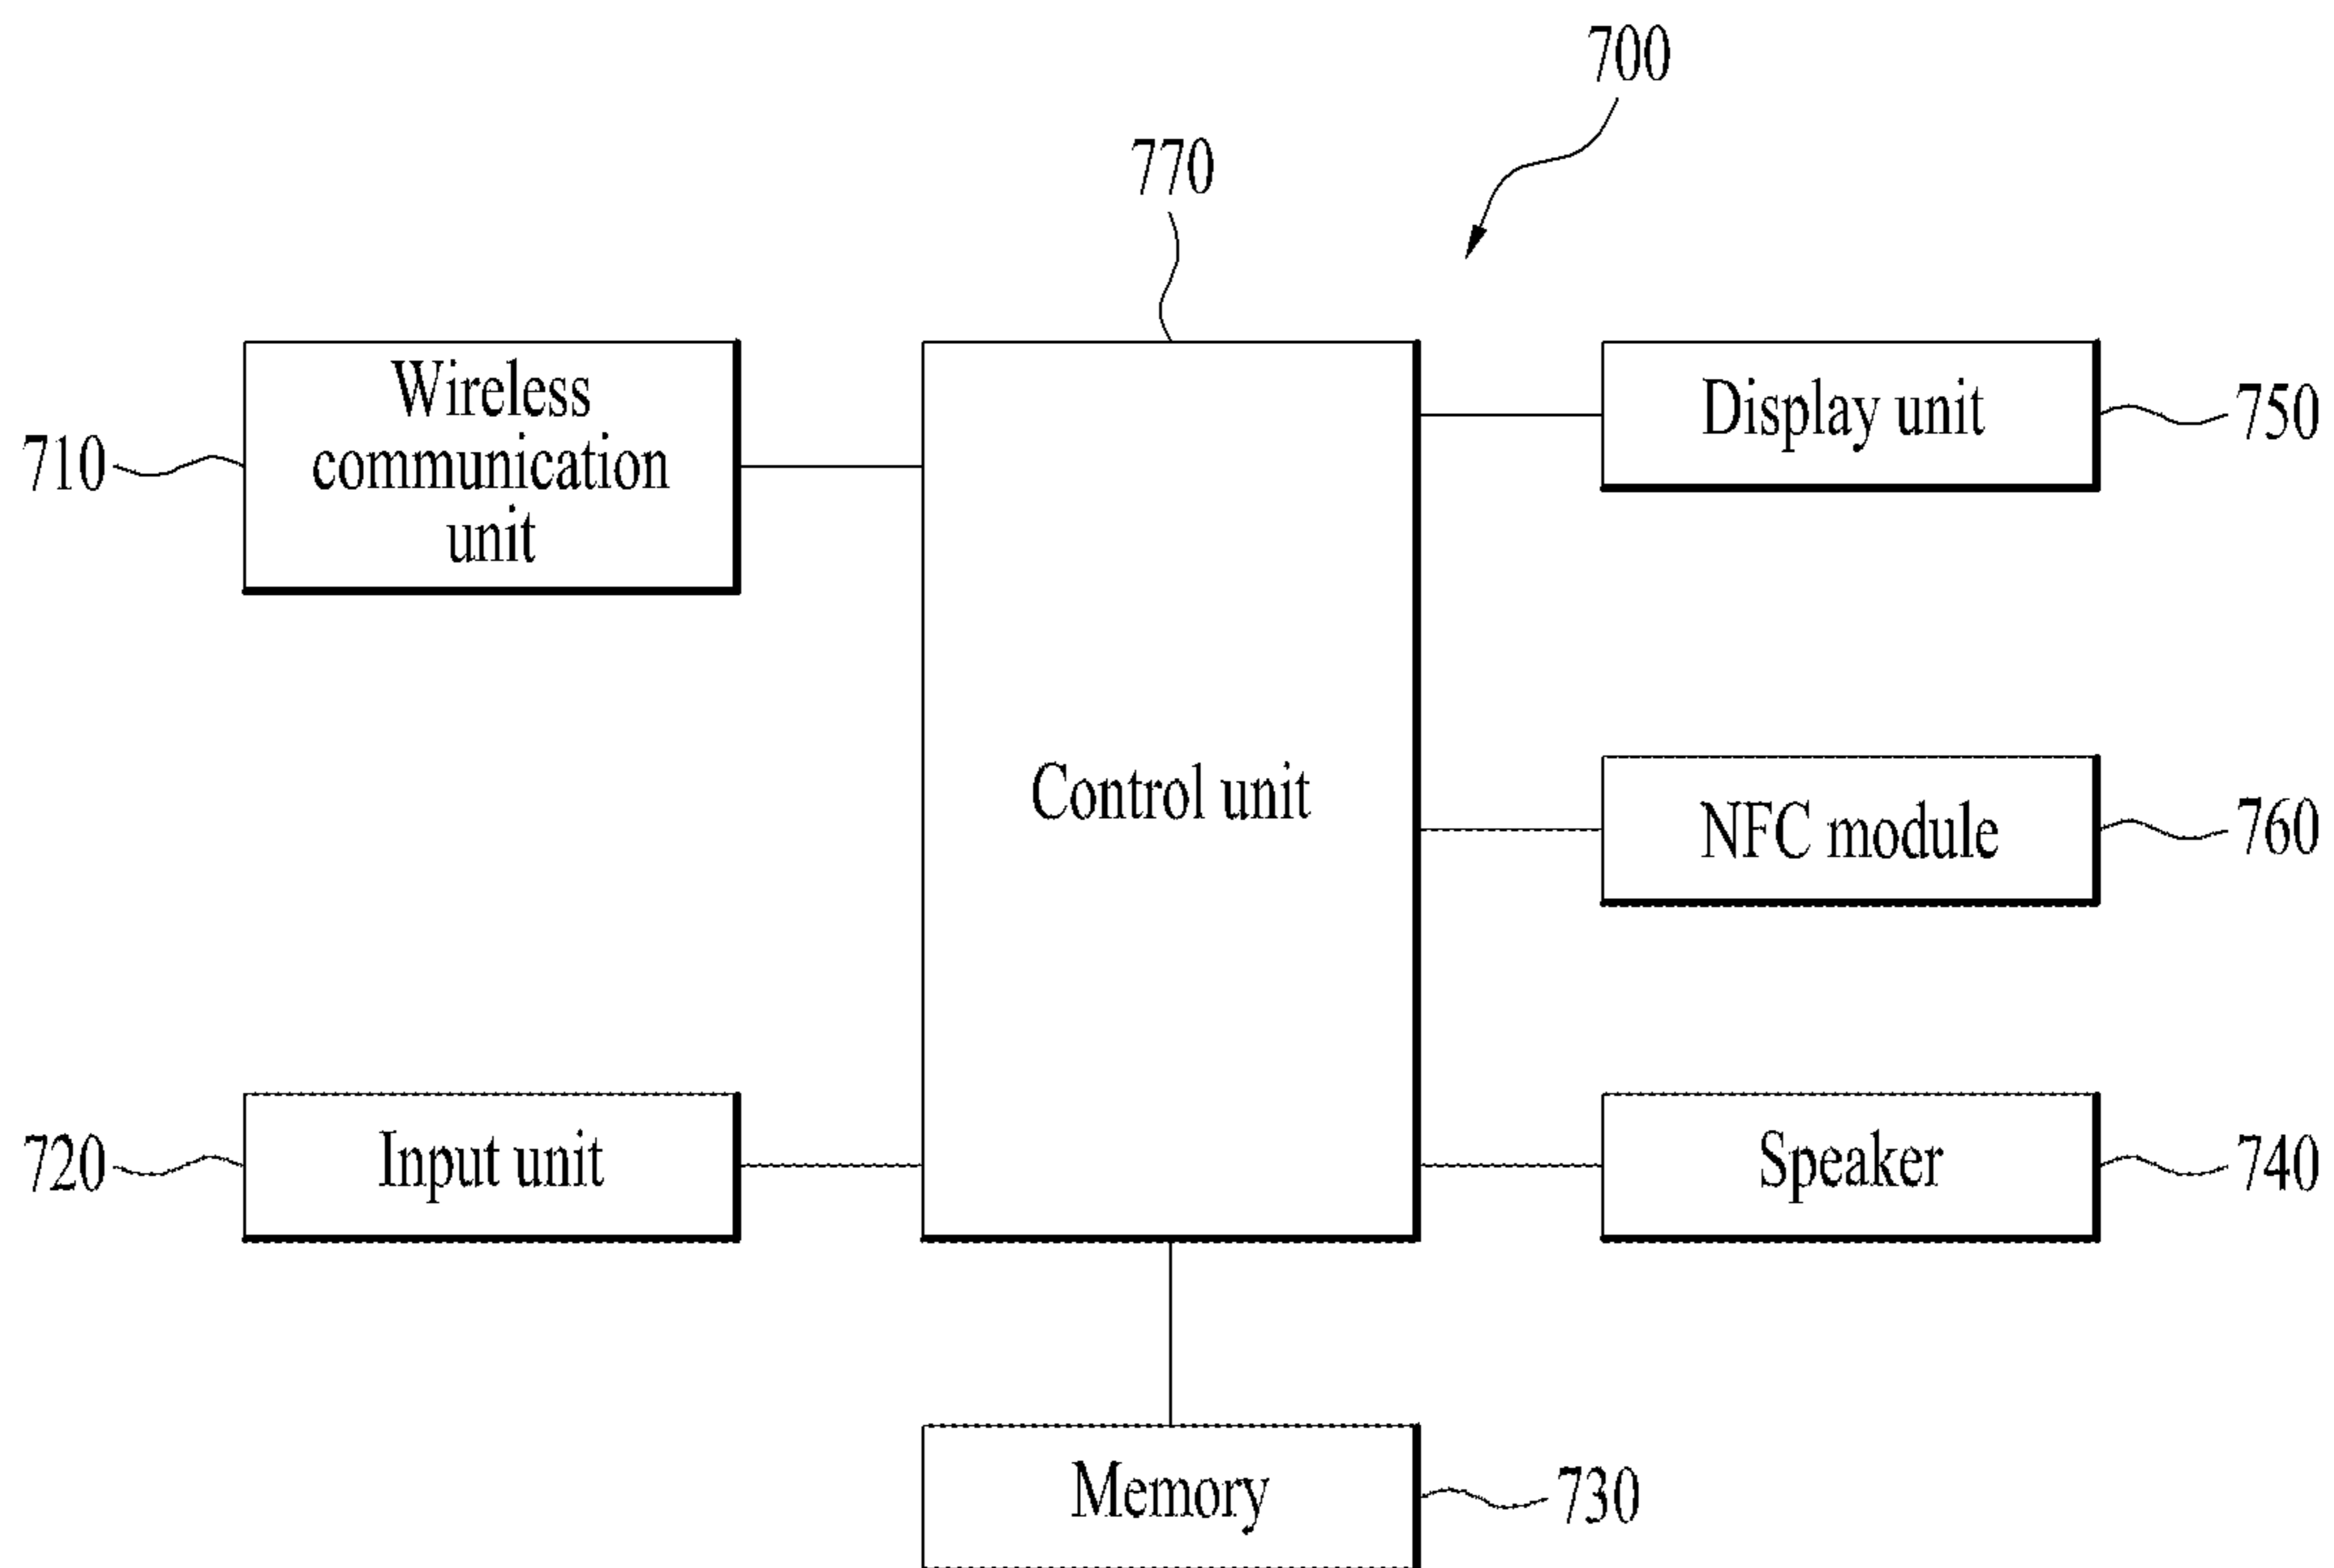 700
770
Wireless
communication
unit
710
Display unit
750
Control unit
NFC module
760
720
Input unit
Speaker
740
Memory
730